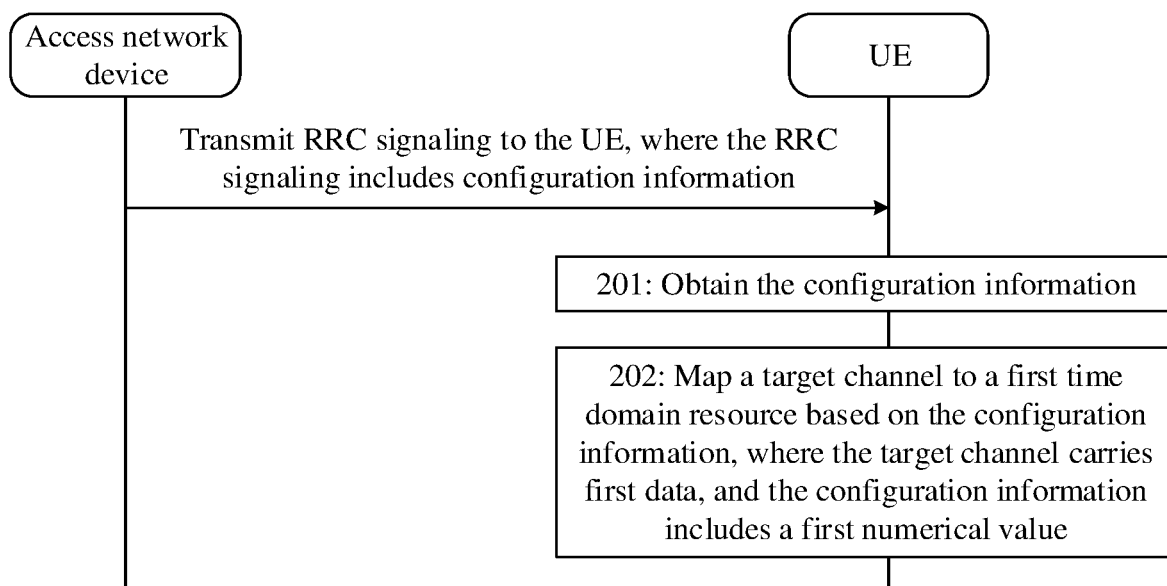 Access network
device
UE
Transmit RRC signaling to the UE, where the RRC
signaling includes configuration information
201: Obtain the configuration information
202: Map a target channel to a first time
domain resource based on the configuration
information, where the target channel carries
first data, and the configuration information
includes a first numerical value